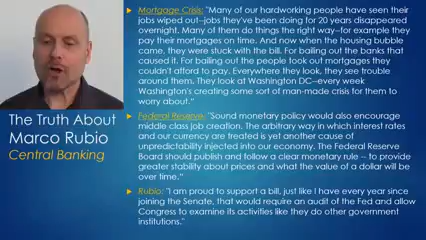 Mortgage Crisis: "Many of our hardworking people have seen their
jobs wiped out--jobs they've been doing for 20 years disappeared
overnight. Many of them do things the right way--for example they
pay their mortgages on time. And now when the housing bubble
came, they were stuck with the bill. For bailing out the banks that
caused it. For bailing out the people took out mortgages they
couldn't afford to pay. Everywhere they look, they see trouble
around them. They look at Washington DC--every week
Washington's creating some sort of man-made crisis for them to
worry about."
Federal Reserve: "Sound monetary policy would also encourage
middle class job creation. The arbitrary way in which interest rates
and our currency are treated is yet another cause of
unpredictability injected into our economy. The Federal Reserve
Board should publish and follow a clear monetary rule -- to provide
greater stability about prices and what the value of a dollar will be
over time."
Rubio: "I am proud to support a bill, just like I have every year since
joining the Senate, that would require an audit of the Fed and allow
Congress to examine its activities like they do other government
institutions."
The Truth About
Marco Rubio
Central Banking